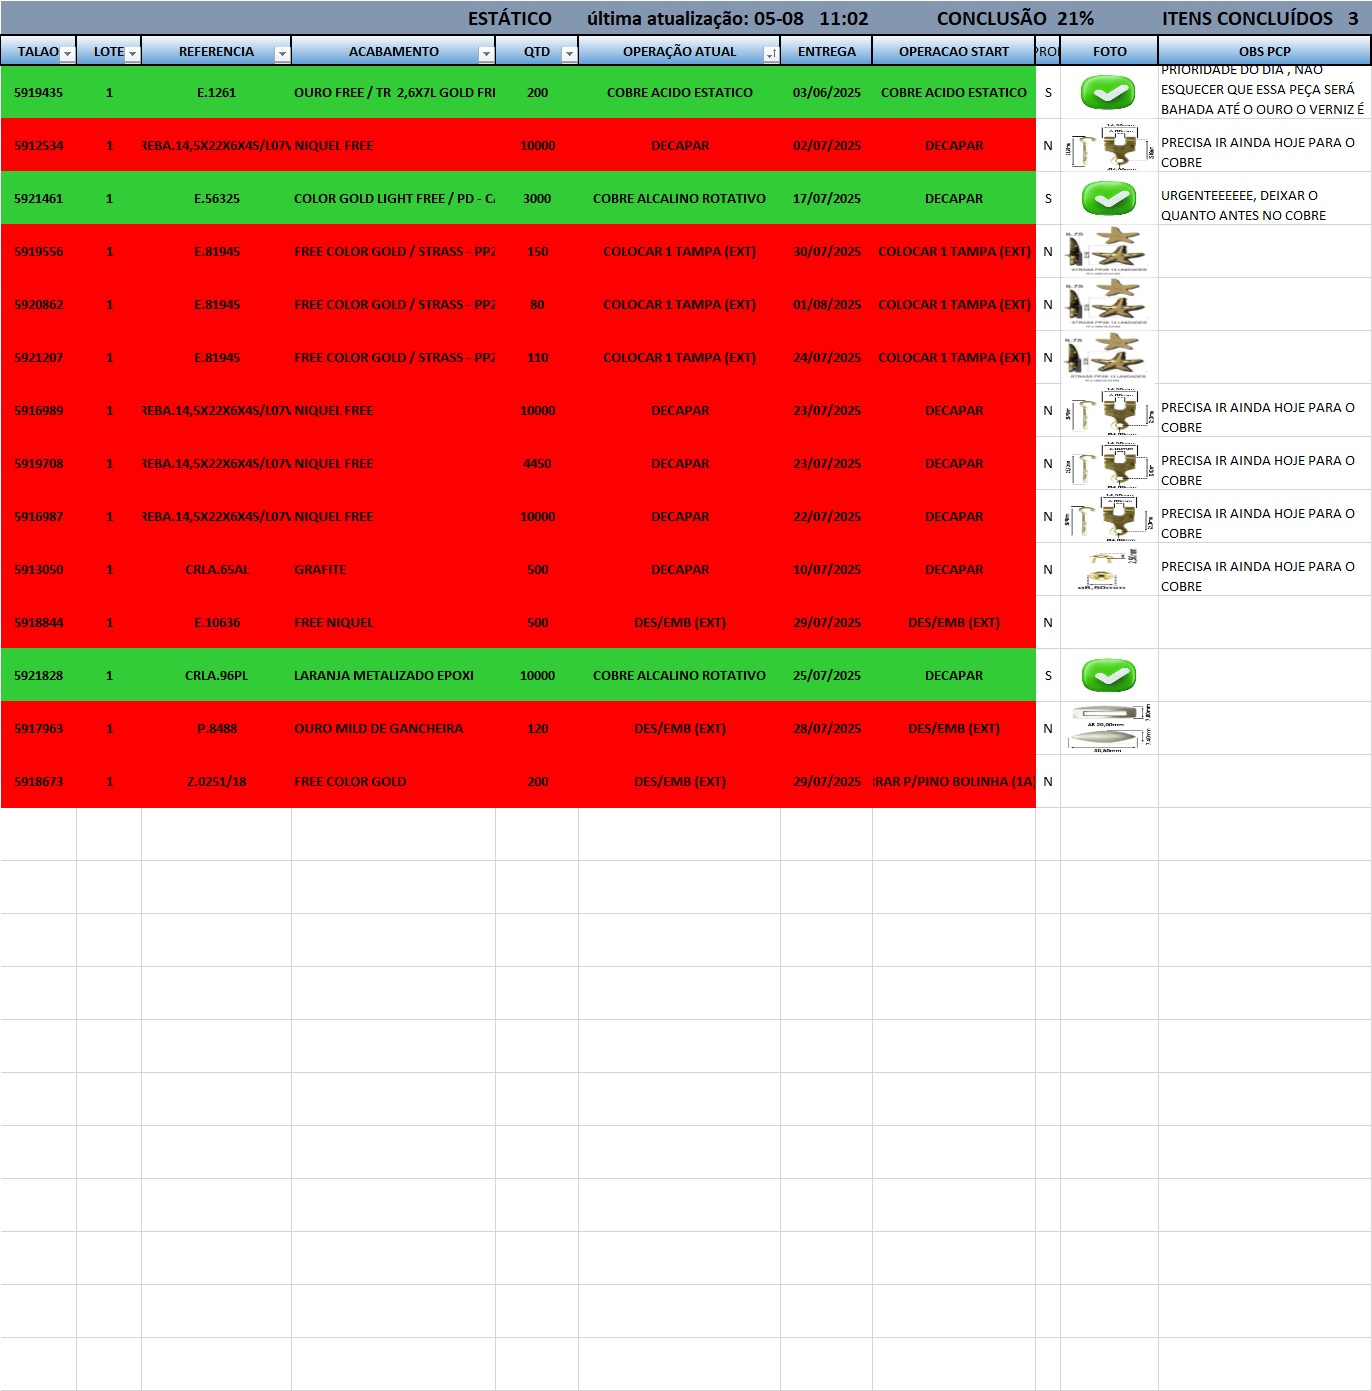 ESTÁTICO última atualização: 05-08 11:02 CONCLUSÃO 21% ITENS CONCLUÍDOS 3
TALAO LOTE REFERENCIA ACABAMENTO QTD OPERAÇÃO ATUAL ENTREGA OPERACAO START PROI FOTO OBS PCP
5919435 1 E.1261 OURO FREE / TR 2,6X7L GOLD FRI 200 COBRE ACIDO ESTATICO 03/06/2025 COBRE ACIDO ESTATICO S
PRIORIDADE DO DIA , NÃO
ESQUECER QUE ESSA PEÇA SERÁ
BAHADA ATÉ O OURO O VERNIZ É
5912534 1 REBA.14,5X22X6X4S/L07V NIQUEL FREE 10000 DECAPAR 02/07/2025 DECAPAR N
PRECISA IR AINDA HOJE PARA O
COBRE
5921461 1 E.56325 COLOR GOLD LIGHT FREE / PD - CA 3000 COBRE ALCALINO ROTATIVO 17/07/2025 DECAPAR S
URGENTEEEEEE, DEIXAR O
QUANTO ANTES NO COBRE
5919556 1 E.81945 FREE COLOR GOLD / STRASS - PP2 150 COLOCAR 1 TAMPA (EXT) 30/07/2025 COLOCAR 1 TAMPA (EXT) N
5920862 1 E.81945 FREE COLOR GOLD / STRASS - PP2 80 COLOCAR 1 TAMPA (EXT) 01/08/2025 COLOCAR 1 TAMPA (EXT) N
5921207 1 E.81945 FREE COLOR GOLD / STRASS - PP2 110 COLOCAR 1 TAMPA (EXT) 24/07/2025 COLOCAR 1 TAMPA (EXT) N
5916989 1 REBA.14,5X22X6X4S/L07V NIQUEL FREE 10000 DECAPAR 23/07/2025 DECAPAR N
PRECISA IR AINDA HOJE PARA O
COBRE
5919708 1 REBA.14,5X22X6X4S/L07V NIQUEL FREE 4450 DECAPAR 23/07/2025 DECAPAR N
PRECISA IR AINDA HOJE PARA O
COBRE
5916987 1 REBA.14,5X22X6X4S/L07V NIQUEL FREE 10000 DECAPAR 22/07/2025 DECAPAR N
PRECISA IR AINDA HOJE PARA O
COBRE
5913050 1 CRLA.65AL GRAFITE 500 DECAPAR 10/07/2025 DECAPAR N
PRECISA IR AINDA HOJE PARA O
COBRE
5918844 1 E.10636 FREE NIQUEL 500 DES/EMB (EXT) 29/07/2025 DES/EMB (EXT) N
5921828 1 CRLA.96PL LARANJA METALIZADO EPOXI 10000 COBRE ALCALINO ROTATIVO 25/07/2025 DECAPAR S
5917963 1 P.8488 OURO MILD DE GANCHEIRA 120 DES/EMB (EXT) 28/07/2025 DES/EMB (EXT) N
5918673 1 Z.0251/18 FREE COLOR GOLD 200 DES/EMB (EXT) 29/07/2025 RAR P/PINO BOLINHA (1A) N